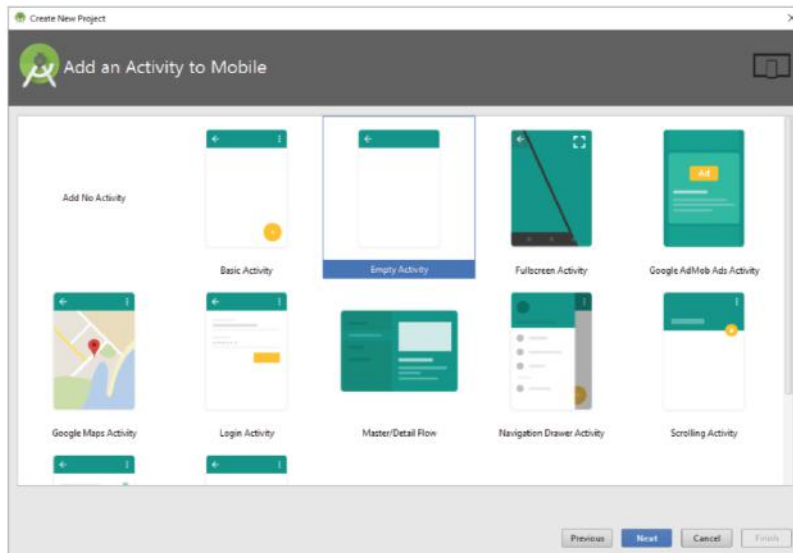 Create New Project
Add an Activity to Mobile
Add No Activity
Basic Activity
Empty Activity
Fullscreen Activity
Ad
Google AdMob Ads Activity
Google Maps Activity
Login Activity
Master/Detail Flow
Navigation Drawer Activity
Scrolling Activity
Previous
Next
Cancel
Finish